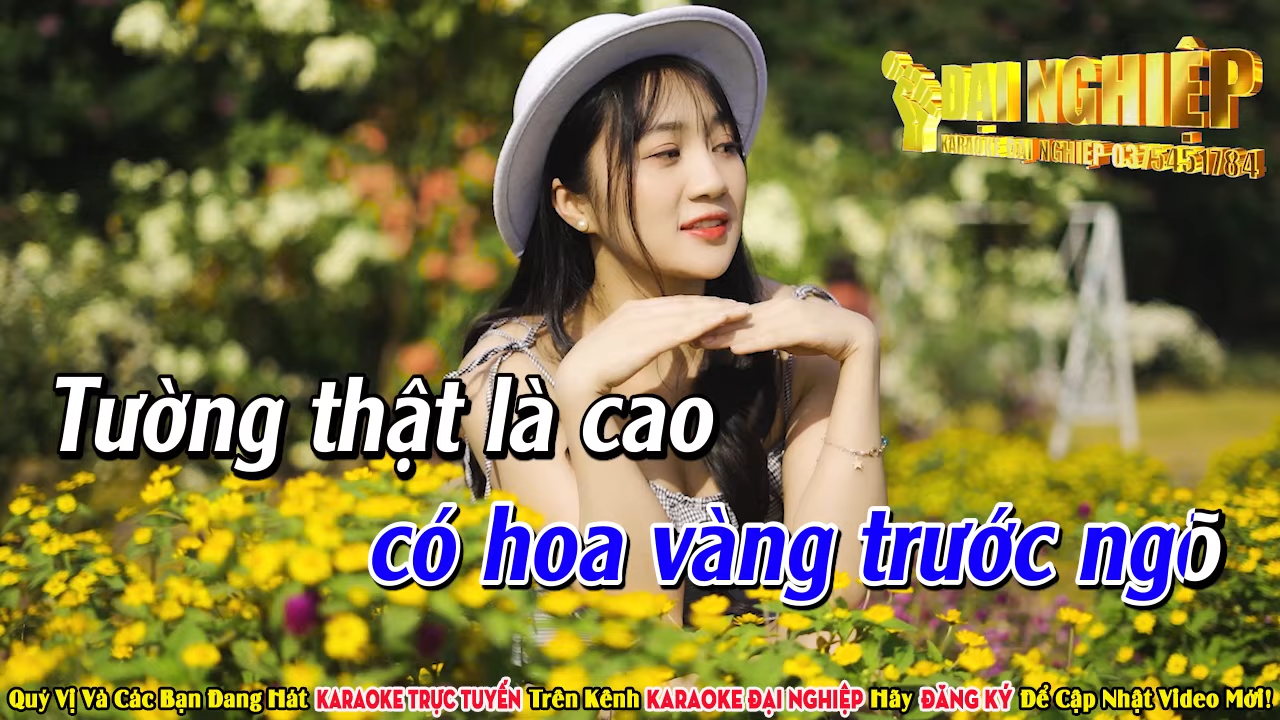 ĐẠI NGHIỆP
KARAOKE ĐẠI NGHIỆP 0375451784
Tường thật là cao
có hoa vàng trước ngõ
Quý Vị Và Các Bạn Đang Hát KARAOKE TRỰC TUYẾN Trên Kênh KARAOKE ĐẠI NGHIỆP Hãy ĐĂNG KÝ Để Cập Nhật Video Mới!